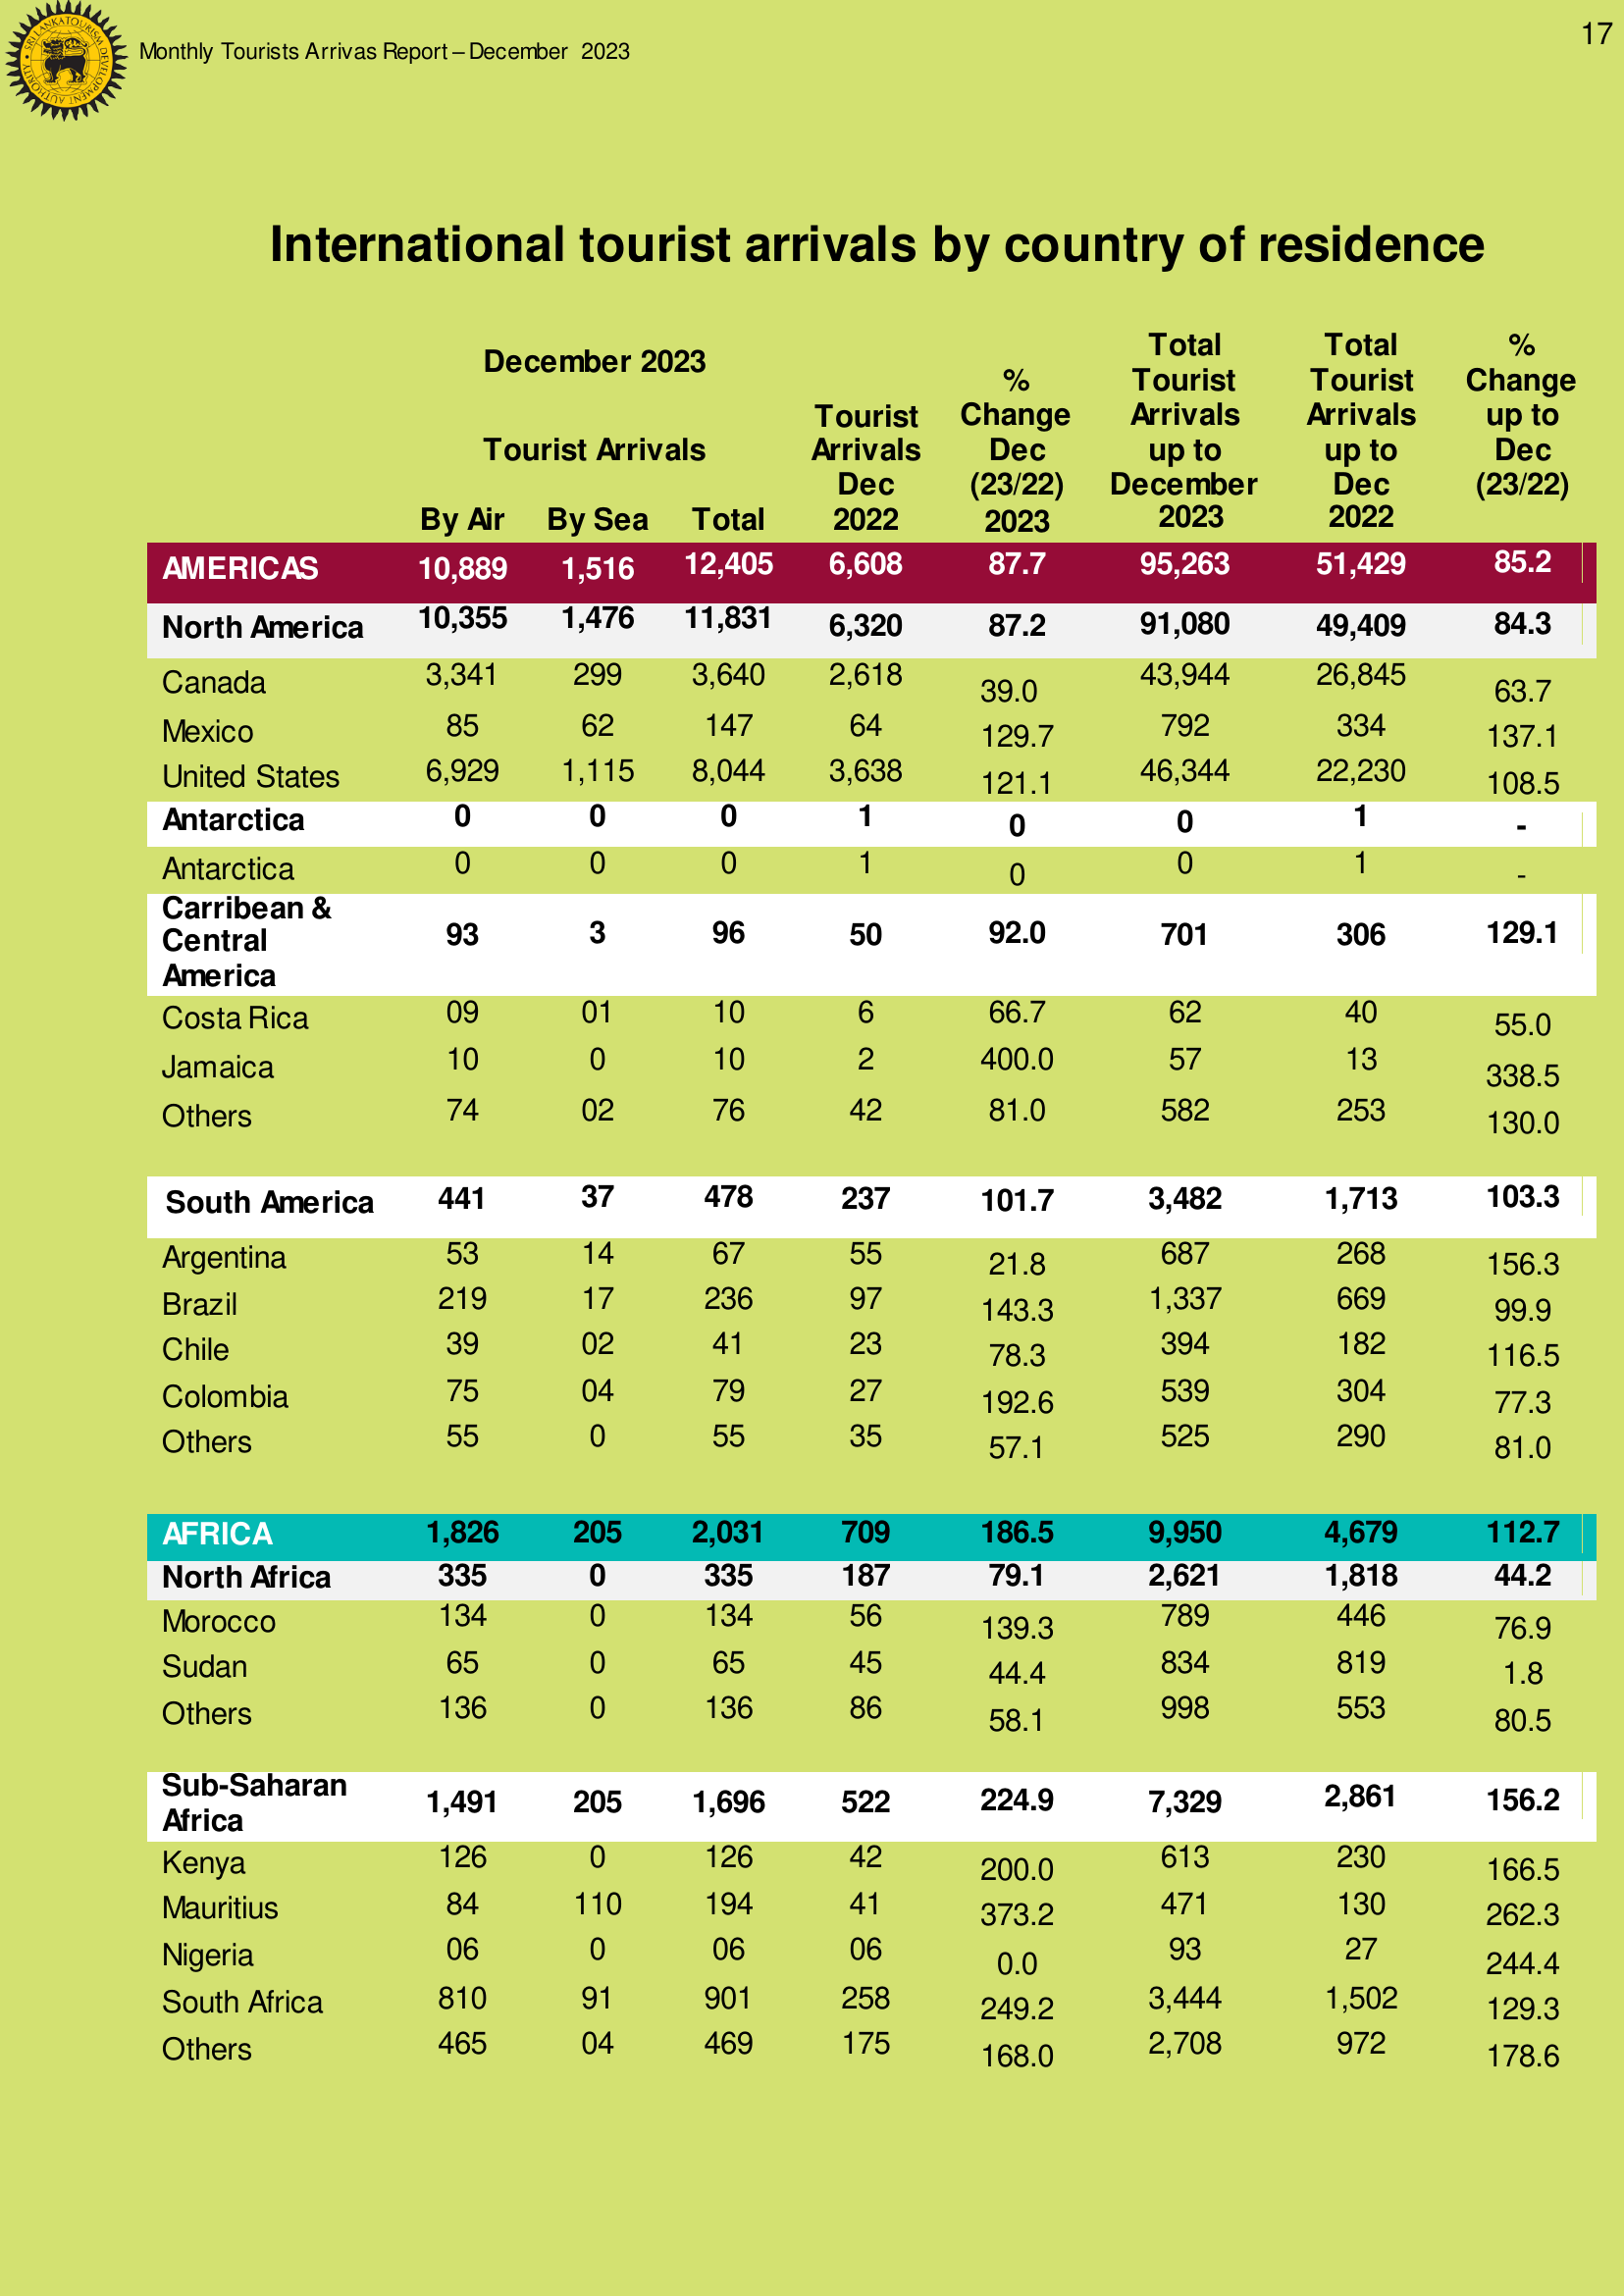 SRI LANKA TOURISM DEVELOPMENT AUTHORITY
Monthly Tourists Arrivas Report – December 2023
17
International tourist arrivals by country of residence
December 2023
Tourist Arrivals
By Air By Sea Total
Tourist
Arrivals
Dec
2022
%
Change
Dec
(23/22)
2023
Total
Tourist
Arrivals
up to
December
2023
Total
Tourist
Arrivals
up to
Dec
2022
%
Change
up to
Dec
(23/22)
AMERICAS 10,889 1,516 12,405 6,608 87.7 95,263 51,429 85.2
North America 10,355 1,476 11,831 6,320 87.2 91,080 49,409 84.3
Canada 3,341 299 3,640 2,618 39.0 43,944 26,845 63.7
Mexico 85 62 147 64 129.7 792 334 137.1
United States 6,929 1,115 8,044 3,638 121.1 46,344 22,230 108.5
Antarctica 0 0 0 1 0 0 1 -
Antarctica 0 0 0 1 0 0 1 -
Carribean &
Central
America
93 3 96 50 92.0 701 306 129.1
Costa Rica 09 01 10 6 66.7 62 40 55.0
Jamaica 10 0 10 2 400.0 57 13 338.5
Others 74 02 76 42 81.0 582 253 130.0
South America 441 37 478 237 101.7 3,482 1,713 103.3
Argentina 53 14 67 55 21.8 687 268 156.3
Brazil 219 17 236 97 143.3 1,337 669 99.9
Chile 39 02 41 23 78.3 394 182 116.5
Colombia 75 04 79 27 192.6 539 304 77.3
Others 55 0 55 35 57.1 525 290 81.0
AFRICA 1,826 205 2,031 709 186.5 9,950 4,679 112.7
North Africa 335 0 335 187 79.1 2,621 1,818 44.2
Morocco 134 0 134 56 139.3 789 446 76.9
Sudan 65 0 65 45 44.4 834 819 1.8
Others 136 0 136 86 58.1 998 553 80.5
Sub-Saharan
Africa
1,491 205 1,696 522 224.9 7,329 2,861 156.2
Kenya 126 0 126 42 200.0 613 230 166.5
Mauritius 84 110 194 41 373.2 471 130 262.3
Nigeria 06 0 06 06 0.0 93 27 244.4
South Africa 810 91 901 258 249.2 3,444 1,502 129.3
Others 465 04 469 175 168.0 2,708 972 178.6